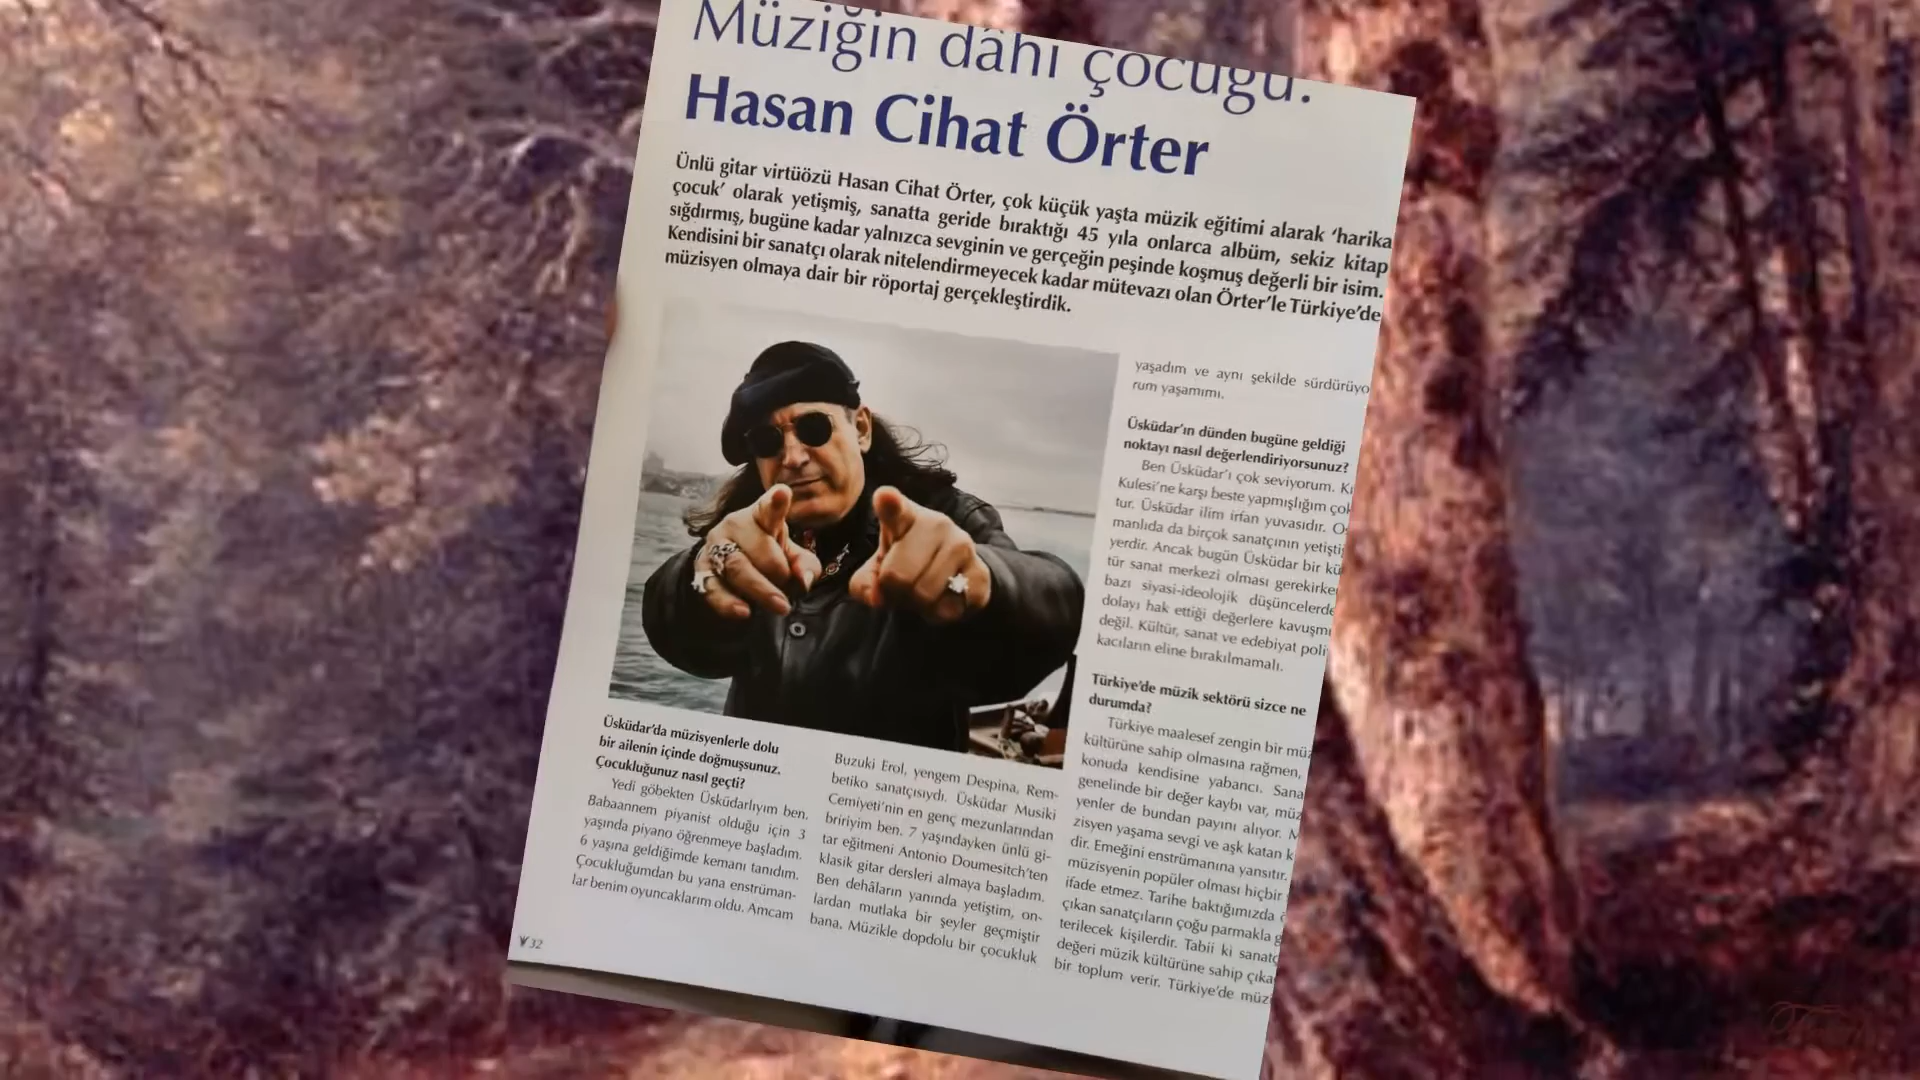 Müziğin dâhi çocuğu:
Hasan Cihat Örter
Ünlü gitar virtüözü Hasan Cihat Örter, çok küçük yaşta müzik eğitimi alarak ‘harika
çocuk’ olarak yetişmiş, sanatta geride bıraktığı 45 yıla onlarca albüm, sekiz kitap
sığdırmış, bugüne kadar yalnızca sevginin ve gerçeğin peşinde koşmuş değerli bir isim.
Kendisini bir sanatçı olarak nitelendirmeyecek kadar mütevazı olan Örter’le Türkiye’de
müzisyen olmaya dair bir röportaj gerçekleştirdik.
Üsküdar’da müzisyenlerle dolu
bir ailenin içinde doğmuşsunuz.
Çocukluğunuz nasıl geçti?
Yedi göbekten Üsküdarlıyım ben.
Babaannem piyanist olduğu için 3
yaşında piyano öğrenmeye başladım.
6 yaşına geldiğimde kemanı tanıdım.
Çocukluğumdan bu yana enstrüman-
lar benim oyuncaklarım oldu. Amcam
Buzuki Erol, yengem Despina, Rem-
betiko sanatçısıydı. Üsküdar Musiki
Cemiyeti’nin en genç mezunlarından
bririyim ben. 7 yaşındayken ünlü gi-
tar eğitmeni Antonio Doumesitch’ten
klasik gitar dersleri almaya başladım.
Ben dehâların yanında yetiştim, on-
lardan mutlaka bir şeyler geçmiştir
bana. Müzikle dopdolu bir çocukluk
yaşadım ve aynı şekilde sürdürüyo
rum yaşamımı.
Üsküdar’ın dünden bugüne geldiği
noktayı nasıl değerlendiriyorsunuz?
Ben Üsküdar’ı çok seviyorum.
Kulesi’ne karşı beste yapmışlığım çok
tur. Üsküdar ilim irfan yuvasıdır.
manlıda da birçok sanatçının
yerdir. Ancak bugün Üsküdar bir
tür sanat merkezi olması
bazı siyasi-ideolojik
dolayı hak ettiği değerlere
değil. Kültür, sanat ve edebiyat
kacıların eline bırakılmamalı.
Türkiye’de müzik sektörü sizce ne
durumda?
Türkiye maalesef zengin bir
kültürüne sahip olmasına rağmen,
konuda kendisine yabancı.
genelinde bir değer kaybı var,
yenler de bundan payını alıyor.
zisyen yaşama sevgi ve aşk katan
dir. Emeğini enstrümanına yansıtır.
müzisyenin popüler olması hiçbir
ifade etmez. Tarihe baktığımızda
çıkan sanatçıların çoğu parmakla
terilecek kişilerdir. Tabii ki
değeri müzik kültürüne sahip
bir toplum verir. Türkiye’de
32